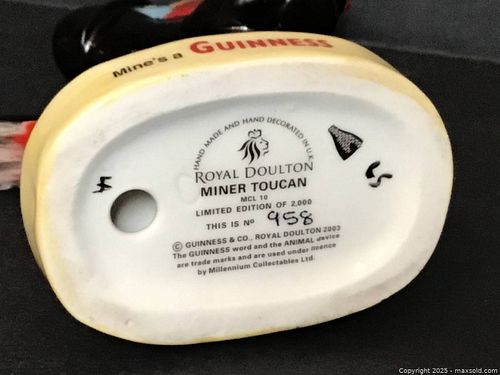 Mine's a GUINNESS
HAND MADE AND HAND DECORATED IN U.K.
ROYAL DOULTON
MINER TOUCAN
MCL 10
LIMITED EDITION OF 2,000
THIS IS Nº 958
© GUINNESS & CO., ROYAL DOULTON 2003
The GUINNESS word and the ANIMAL device
are trade marks and are used under licence
by Millennium Collectables Ltd.
Copyright 2025 - maxsold.com